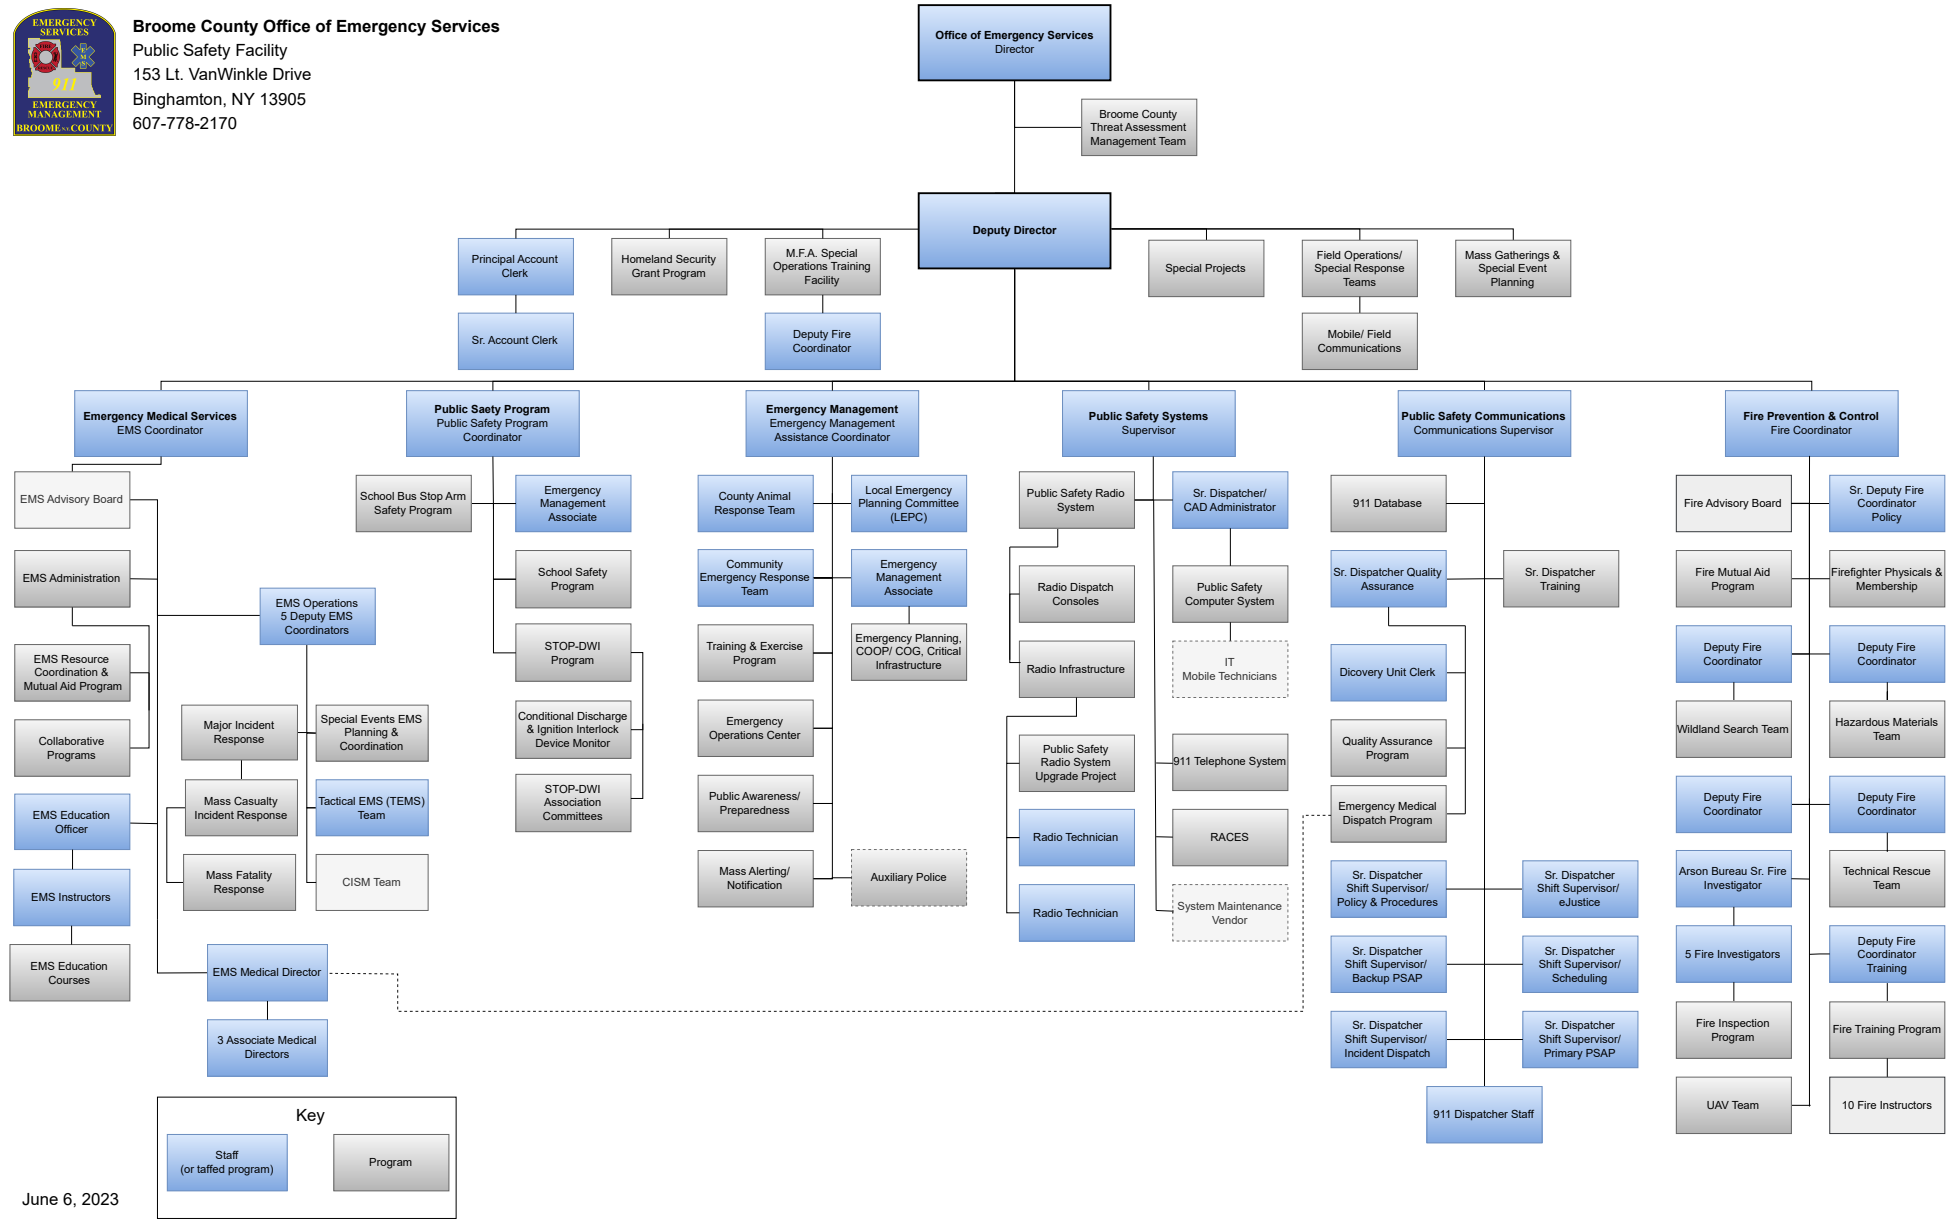 EMERGENCY
SERVICES
911
EMERGENCY
MANAGEMENT
BROOME N.Y. COUNTY
Broome County Office of Emergency Services
Public Safety Facility
153 Lt. VanWinkle Drive
Binghamton, NY 13905
607-778-2170
Office of Emergency Services
Director
Broome County
Threat Assessment
Management Team
Deputy Director
Principal Account
Clerk
Homeland Security
Grant Program
M.F.A. Special
Operations Training
Facility
Special Projects
Field Operations/
Special Response
Teams
Mass Gatherings &
Special Event
Planning
Sr. Account Clerk
Deputy Fire
Coordinator
Mobile/ Field
Communications
Emergency Medical Services
EMS Coordinator
Public Saety Program
Public Safety Program
Coordinator
Emergency Management
Emergency Management
Assistance Coordinator
Public Safety Systems
Supervisor
Public Safety Communications
Communications Supervisor
Fire Prevention & Control
Fire Coordinator
EMS Advisory Board
EMS Administration
EMS Operations
5 Deputy EMS
Coordinators
EMS Resource
Coordination &
Mutual Aid Program
Collaborative
Programs
Major Incident
Response
Special Events EMS
Planning &
Coordination
Mass Casualty
Incident Response
Tactical EMS (TEMS)
Team
Mass Fatality
Response
CISM Team
EMS Education
Officer
EMS Instructors
EMS Education
Courses
EMS Medical Director
3 Associate Medical
Directors
School Bus Stop Arm
Safety Program
Emergency
Management
Associate
School Safety
Program
STOP-DWI
Program
Conditional Discharge
& Ignition Interlock
Device Monitor
STOP-DWI
Association
Committees
County Animal
Response Team
Local Emergency
Planning Committee
(LEPC)
Community
Emergency Response
Team
Emergency
Management
Associate
Training & Exercise
Program
Emergency Planning,
COOP/ COG, Critical
Infrastructure
Emergency
Operations Center
Public Awareness/
Preparedness
Mass Alerting/
Notification
Auxiliary Police
Public Safety Radio
System
Sr. Dispatcher/
CAD Administrator
Radio Dispatch
Consoles
Public Safety
Computer System
Radio Infrastructure
IT
Mobile Technicians
Public Safety
Radio System
Upgrade Project
911 Telephone System
Radio Technician
RACES
Radio Technician
System Maintenance
Vendor
911 Database
Sr. Dispatcher Quality
Assurance
Sr. Dispatcher
Training
Dicovery Unit Clerk
Quality Assurance
Program
Emergency Medical
Dispatch Program
Sr. Dispatcher
Shift Supervisor/
Policy & Procedures
Sr. Dispatcher
Shift Supervisor/
eJustice
Sr. Dispatcher
Shift Supervisor/
Backup PSAP
Sr. Dispatcher
Shift Supervisor/
Scheduling
Sr. Dispatcher
Shift Supervisor/
Incident Dispatch
Sr. Dispatcher
Shift Supervisor/
Primary PSAP
911 Dispatcher Staff
Fire Advisory Board
Sr. Deputy Fire
Coordinator
Policy
Fire Mutual Aid
Program
Firefighter Physicals &
Membership
Deputy Fire
Coordinator
Deputy Fire
Coordinator
Wildland Search Team
Hazardous Materials
Team
Deputy Fire
Coordinator
Deputy Fire
Coordinator
Arson Bureau Sr. Fire
Investigator
Technical Rescue
Team
5 Fire Investigators
Deputy Fire
Coordinator
Training
Fire Inspection
Program
Fire Training Program
UAV Team
10 Fire Instructors
Key
Staff
(or taffed program)
Program
June 6, 2023